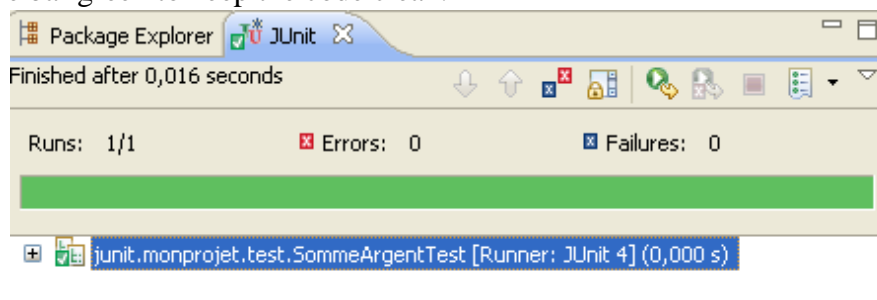 Package Explorer JUnit
Finished after 0,016 seconds
Runs: 1/1 Errors: 0 Failures: 0
junit.monprojet.test.SommeArgentTest [Runner: JUnit 4] (0,000 s)